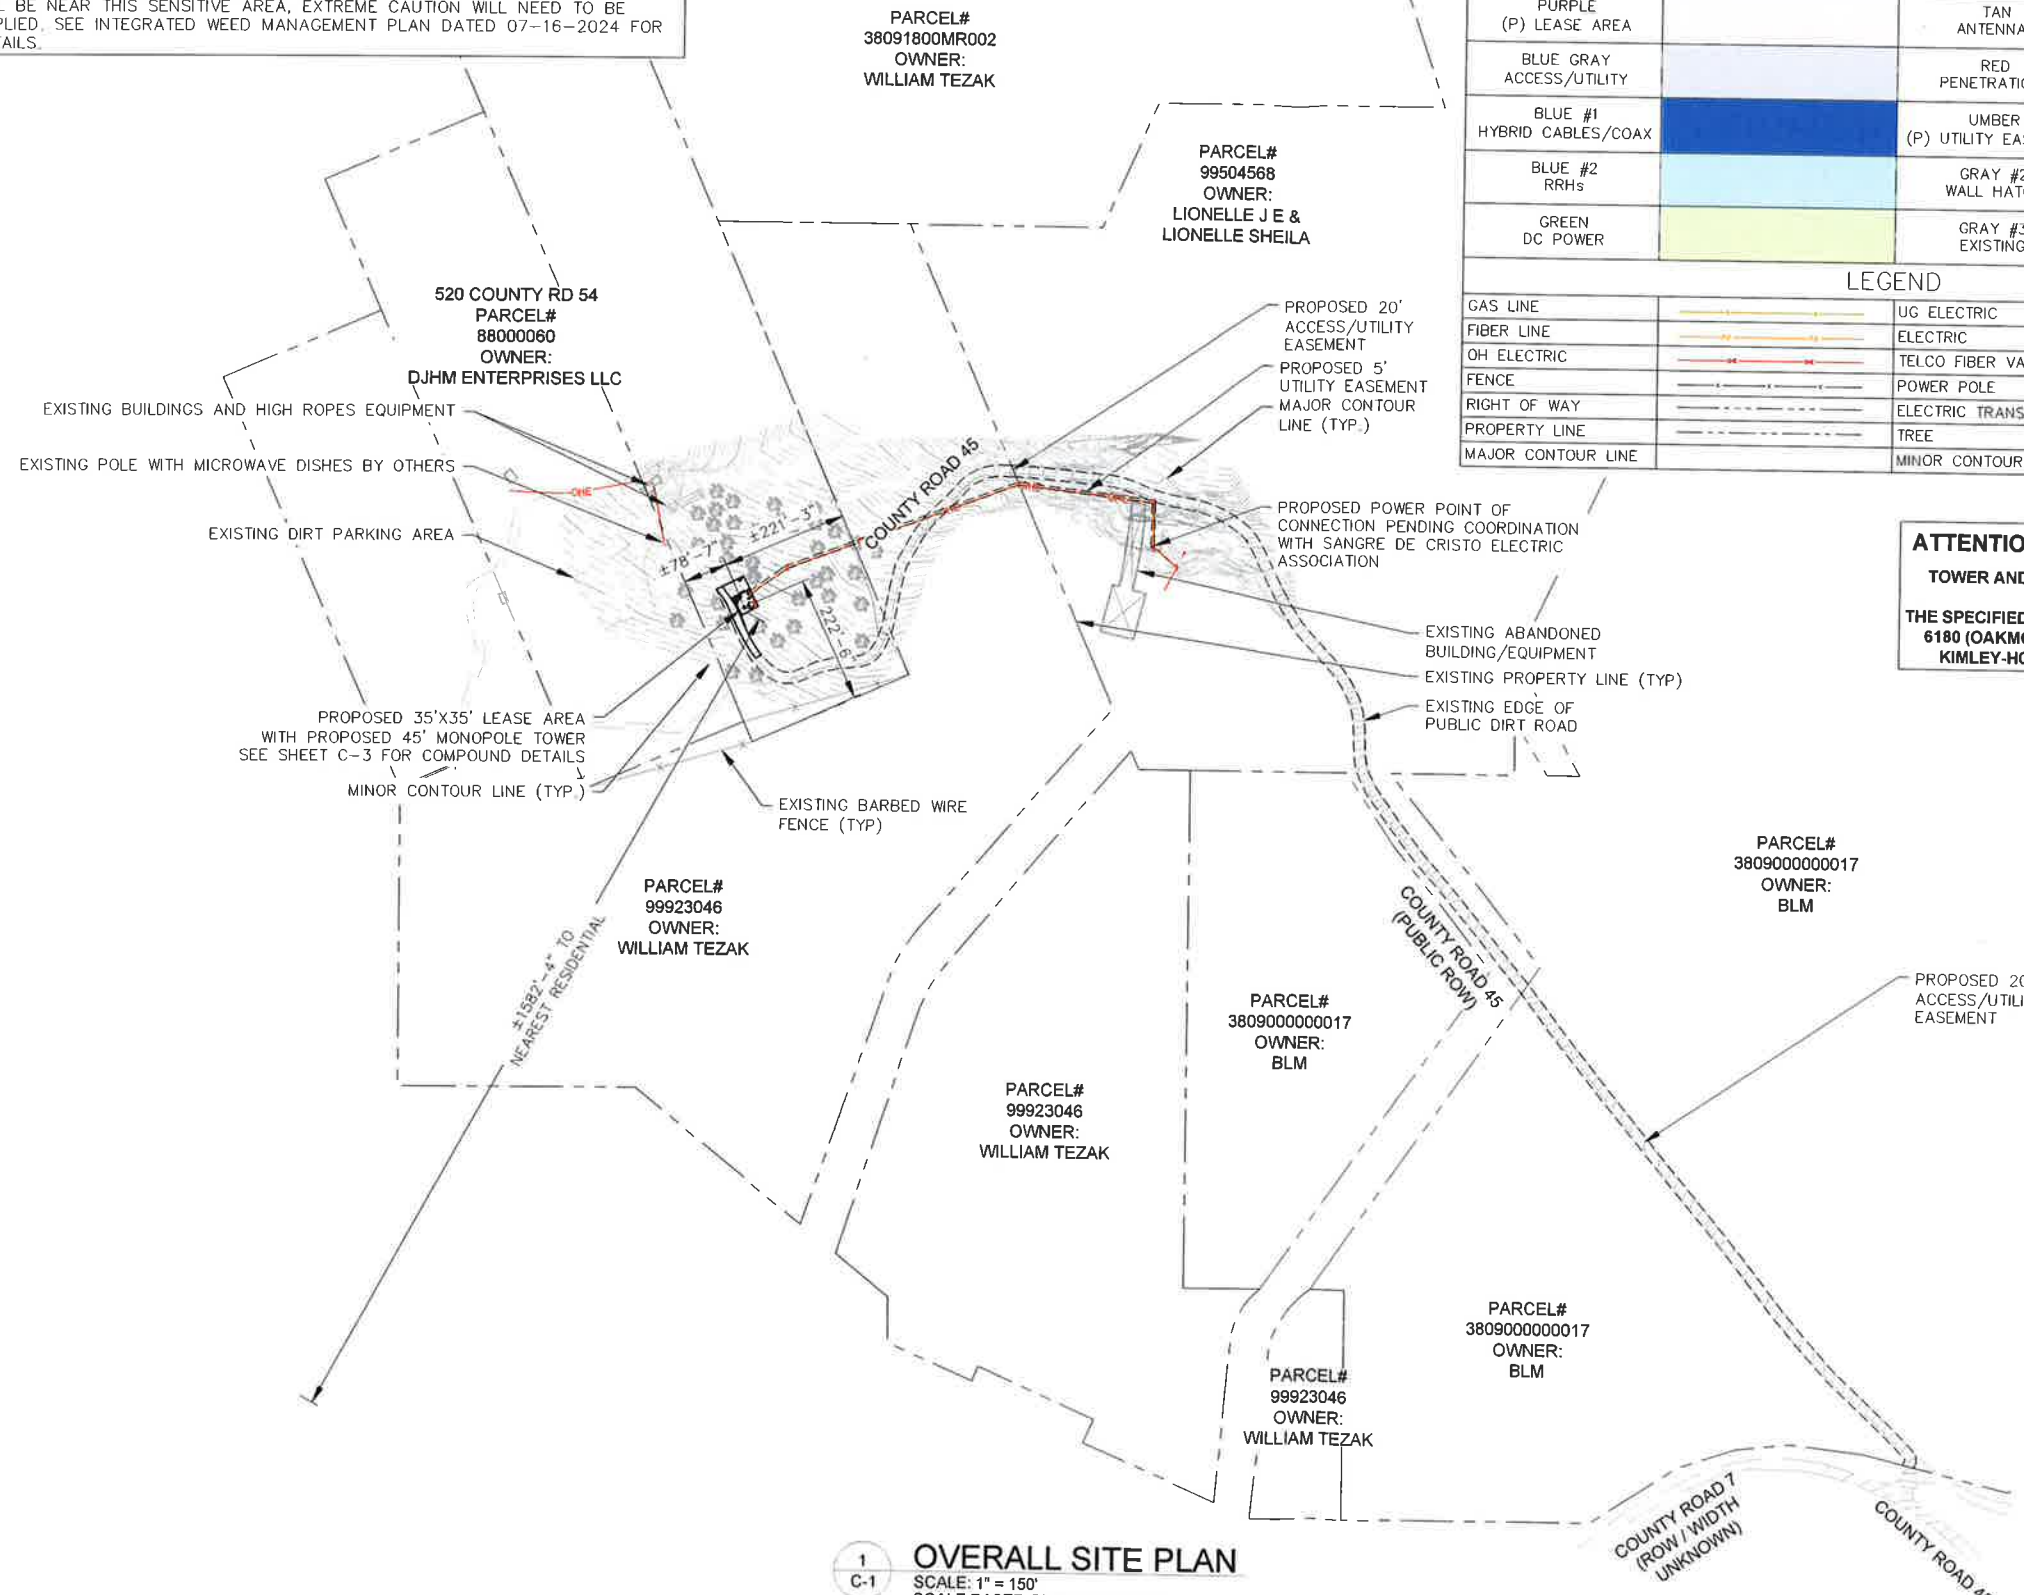 BE NEAR THIS SENSITIVE AREA, EXTREME CAUTION WILL NEED TO BE
SEE INTEGRATED WEED MANAGEMENT PLAN DATED 07-16-2024 FOR
PARCEL#
38091800MR002
OWNER:
WILLIAM TEZAK
PARCEL#
99504568
OWNER:
LIONELLE J E &
LIONELLE SHEILA
520 COUNTY RD 54
PARCEL#
88000060
OWNER:
DJHM ENTERPRISES LLC
PURPLE
(P) LEASE AREA
TAN
ANTENNA
BLUE GRAY
ACCESS/UTILITY
RED
PENETRATIO
BLUE #1
HYBRID CABLES/COAX
UMBER
(P) UTILITY EAS
BLUE #2
RRHs
GRAY #2
WALL HAT
GREEN
DC POWER
GRAY #3
EXISTING
LEGEND
GAS LINE
UG ELECTRIC
FIBER LINE
ELECTRIC
OH ELECTRIC
TELCO FIBER VA
FENCE
POWER POLE
RIGHT OF WAY
ELECTRIC TRANS
PROPERTY LINE
TREE
MAJOR CONTOUR LINE
MINOR CONTOUR
EXISTING BUILDINGS AND HIGH ROPES EQUIPMENT
EXISTING POLE WITH MICROWAVE DISHES BY OTHERS
EXISTING DIRT PARKING AREA
OHE
±78'-7"
±221'-3"
222'-6"
COUNTY ROAD 45
PROPOSED 20'
ACCESS/UTILITY
EASEMENT
PROPOSED 5'
UTILITY EASEMENT
MAJOR CONTOUR
LINE (TYP.)
PROPOSED POWER POINT OF
CONNECTION PENDING COORDINATION
WITH SANGRE DE CRISTO ELECTRIC
ASSOCIATION
EXISTING ABANDONED
BUILDING/EQUIPMENT
EXISTING PROPERTY LINE (TYP)
EXISTING EDGE OF
PUBLIC DIRT ROAD
ATTENTIO
TOWER AND
THE SPECIFIED
6180 (OAKM
KIMLEY-HO
PROPOSED 35'X35' LEASE AREA
WITH PROPOSED 45' MONOPOLE TOWER
SEE SHEET C-3 FOR COMPOUND DETAILS
MINOR CONTOUR LINE (TYP.)
EXISTING BARBED WIRE
FENCE (TYP)
PARCEL#
99923046
OWNER:
WILLIAM TEZAK
±1582'-4" TO
NEAREST RESIDENTIAL
PARCEL#
3809000000017
OWNER:
BLM
COUNTY ROAD 45
(PUBLIC ROW)
PROPOSED 20
ACCESS/UTILI
EASEMENT
PARCEL#
3809000000017
OWNER:
BLM
PARCEL#
99923046
OWNER:
WILLIAM TEZAK
PARCEL#
3809000000017
OWNER:
BLM
PARCEL#
99923046
OWNER:
WILLIAM TEZAK
COUNTY ROAD 7
(ROW / WIDTH
UNKNOWN)
COUNTY ROAD 4
1
C-1
OVERALL SITE PLAN
SCALE: 1" = 150'